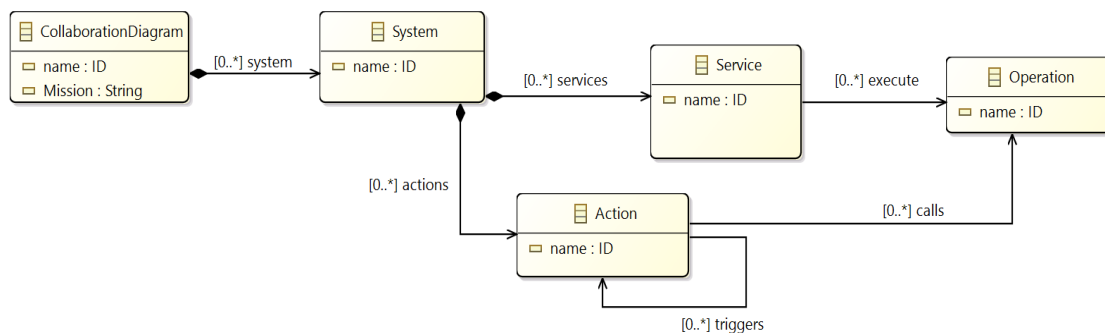 CollaborationDiagram
name : ID
Mission : String
[0..*] system
System
name : ID
[0..*] services
Service
name : ID
[0..*] execute
Operation
name : ID
[0..*] actions
Action
name : ID
[0..*] calls
[0..*] triggers